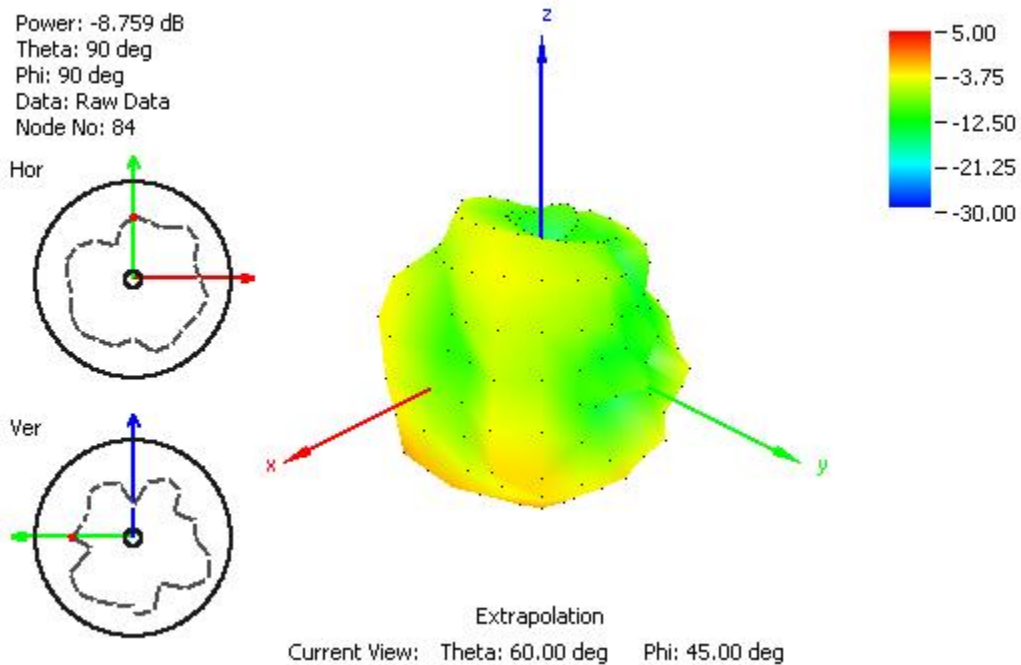 Power: -8.759 dB
Theta: 90 deg
Phi: 90 deg
Data: Raw Data
Node No: 84
Hor
Ver
z
x
y
5.00
-3.75
-12.50
-21.25
-30.00
Extrapolation
Current View: Theta: 60.00 deg Phi: 45.00 deg